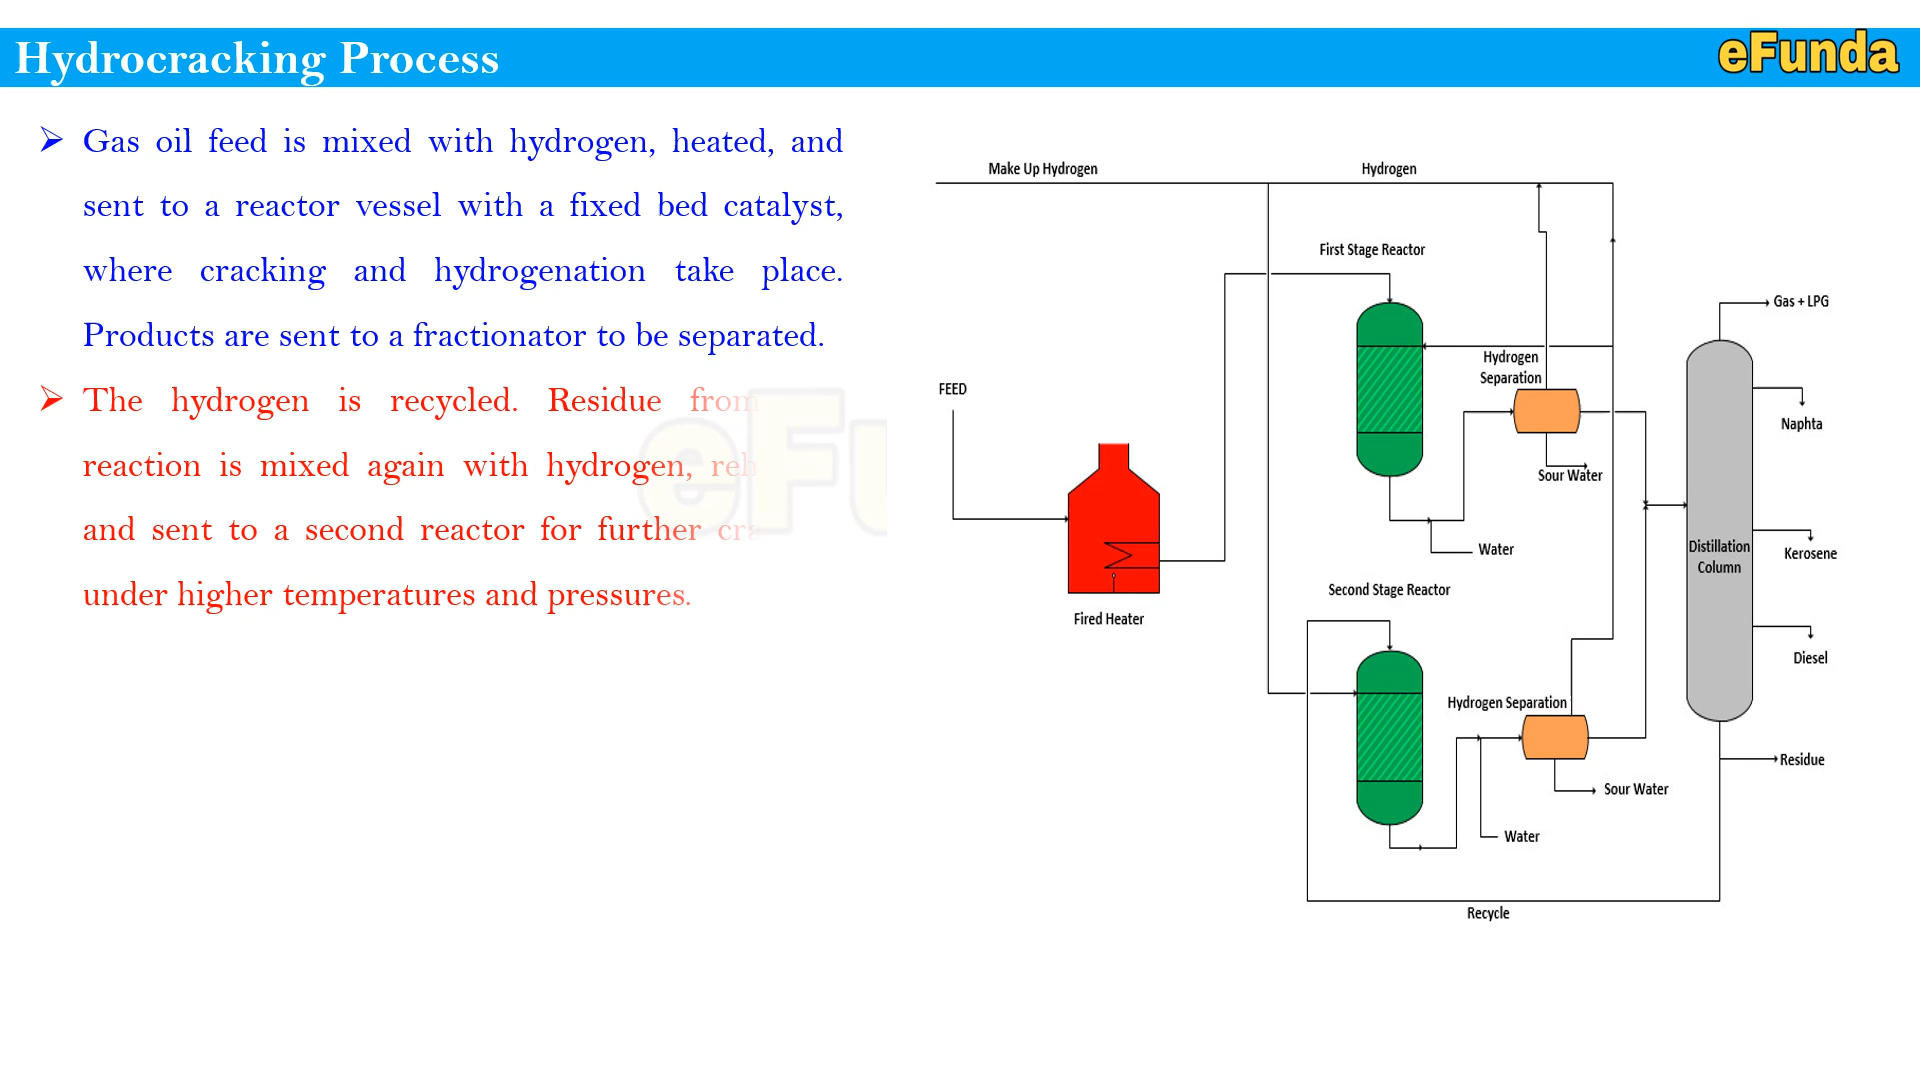 Hydrocracking Process
eFunda
Gas oil feed is mixed with hydrogen, heated, and
sent to a reactor vessel with a fixed bed catalyst,
where cracking and hydrogenation take place.
Products are sent to a fractionator to be separated.
The hydrogen is recycled. Residue from
reaction is mixed again with hydrogen,
and sent to a second reactor for further
under higher temperatures and pressures.
eFu
Make Up Hydrogen
Hydrogen
First Stage Reactor
Gas + LPG
Hydrogen
Separation
FEED
Naphta
Sour Water
Water
Distillation
Column
Kerosene
Second Stage Reactor
Fired Heater
Diesel
Hydrogen Separation
Residue
Sour Water
Water
Recycle